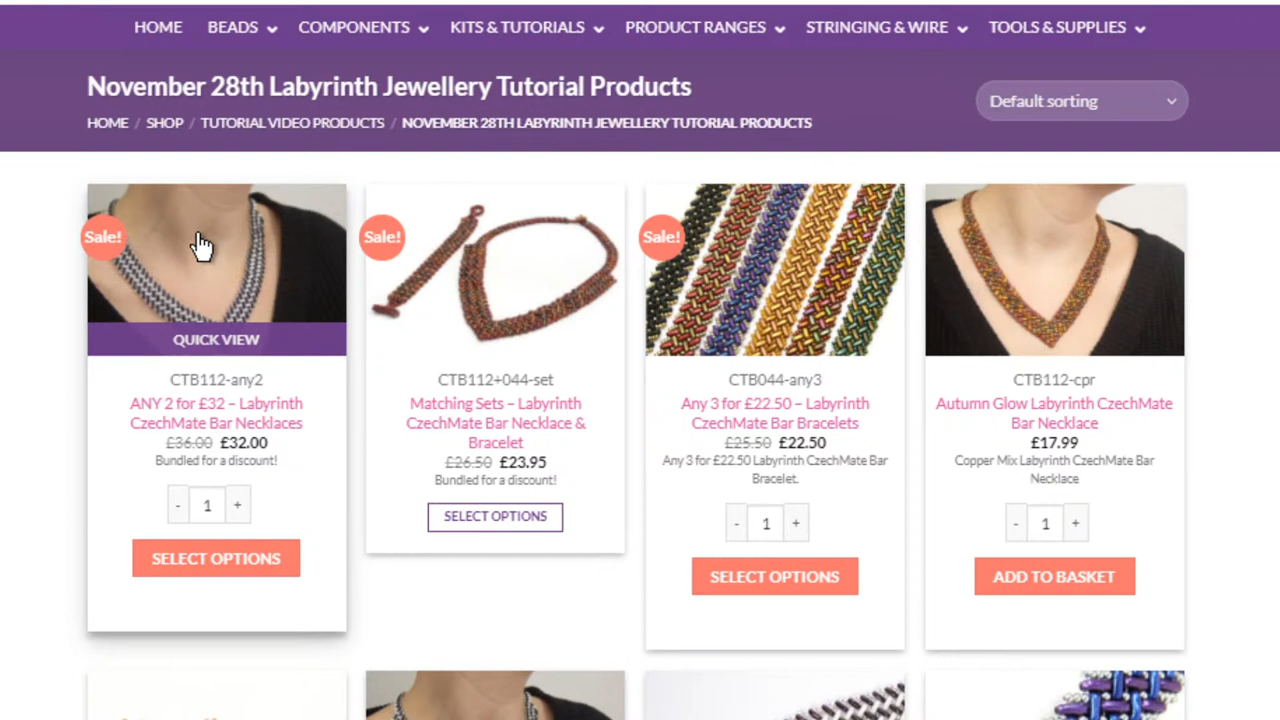 HOME BEADS COMPONENTS KITS & TUTORIALS PRODUCT RANGES STRINGING & WIRE TOOLS & SUPPLIES
November 28th Labyrinth Jewellery Tutorial Products
Default sorting
HOME / SHOP / TUTORIAL VIDEO PRODUCTS / NOVEMBER 28TH LABYRINTH JEWELLERY TUTORIAL PRODUCTS
Sale!
QUICK VIEW
CTB112-any2
ANY 2 for £32 – Labyrinth
CzechMate Bar Necklaces
£36.00 £32.00
Bundled for a discount!
- 1 +
SELECT OPTIONS
Sale!
CTB112+044-set
Matching Sets – Labyrinth
CzechMate Bar Necklace &
Bracelet
£26.50 £23.95
Bundled for a discount!
SELECT OPTIONS
Sale!
CTB044-any3
Any 3 for £22.50 – Labyrinth
CzechMate Bar Bracelets
£25.50 £22.50
Any 3 for £22.50 Labyrinth CzechMate Bar
Bracelet.
- 1 +
SELECT OPTIONS
CTB112-cpr
Autumn Glow Labyrinth CzechMate
Bar Necklace
£17.99
Copper Mix Labyrinth CzechMate Bar
Necklace
- 1 +
ADD TO BASKET